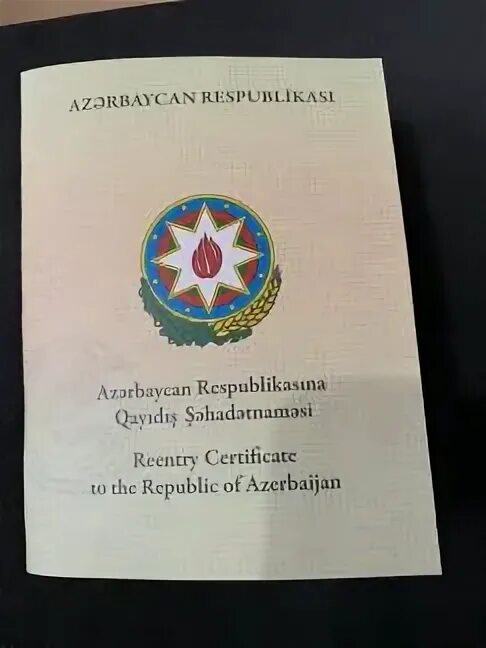 AZƏRBAYCAN RESPUBLİKASI
Azərbaycan Respublikasına
Qayıdış Şəhadətnaməsi
Reentry Certificate
to the Republic of Azerbaijan